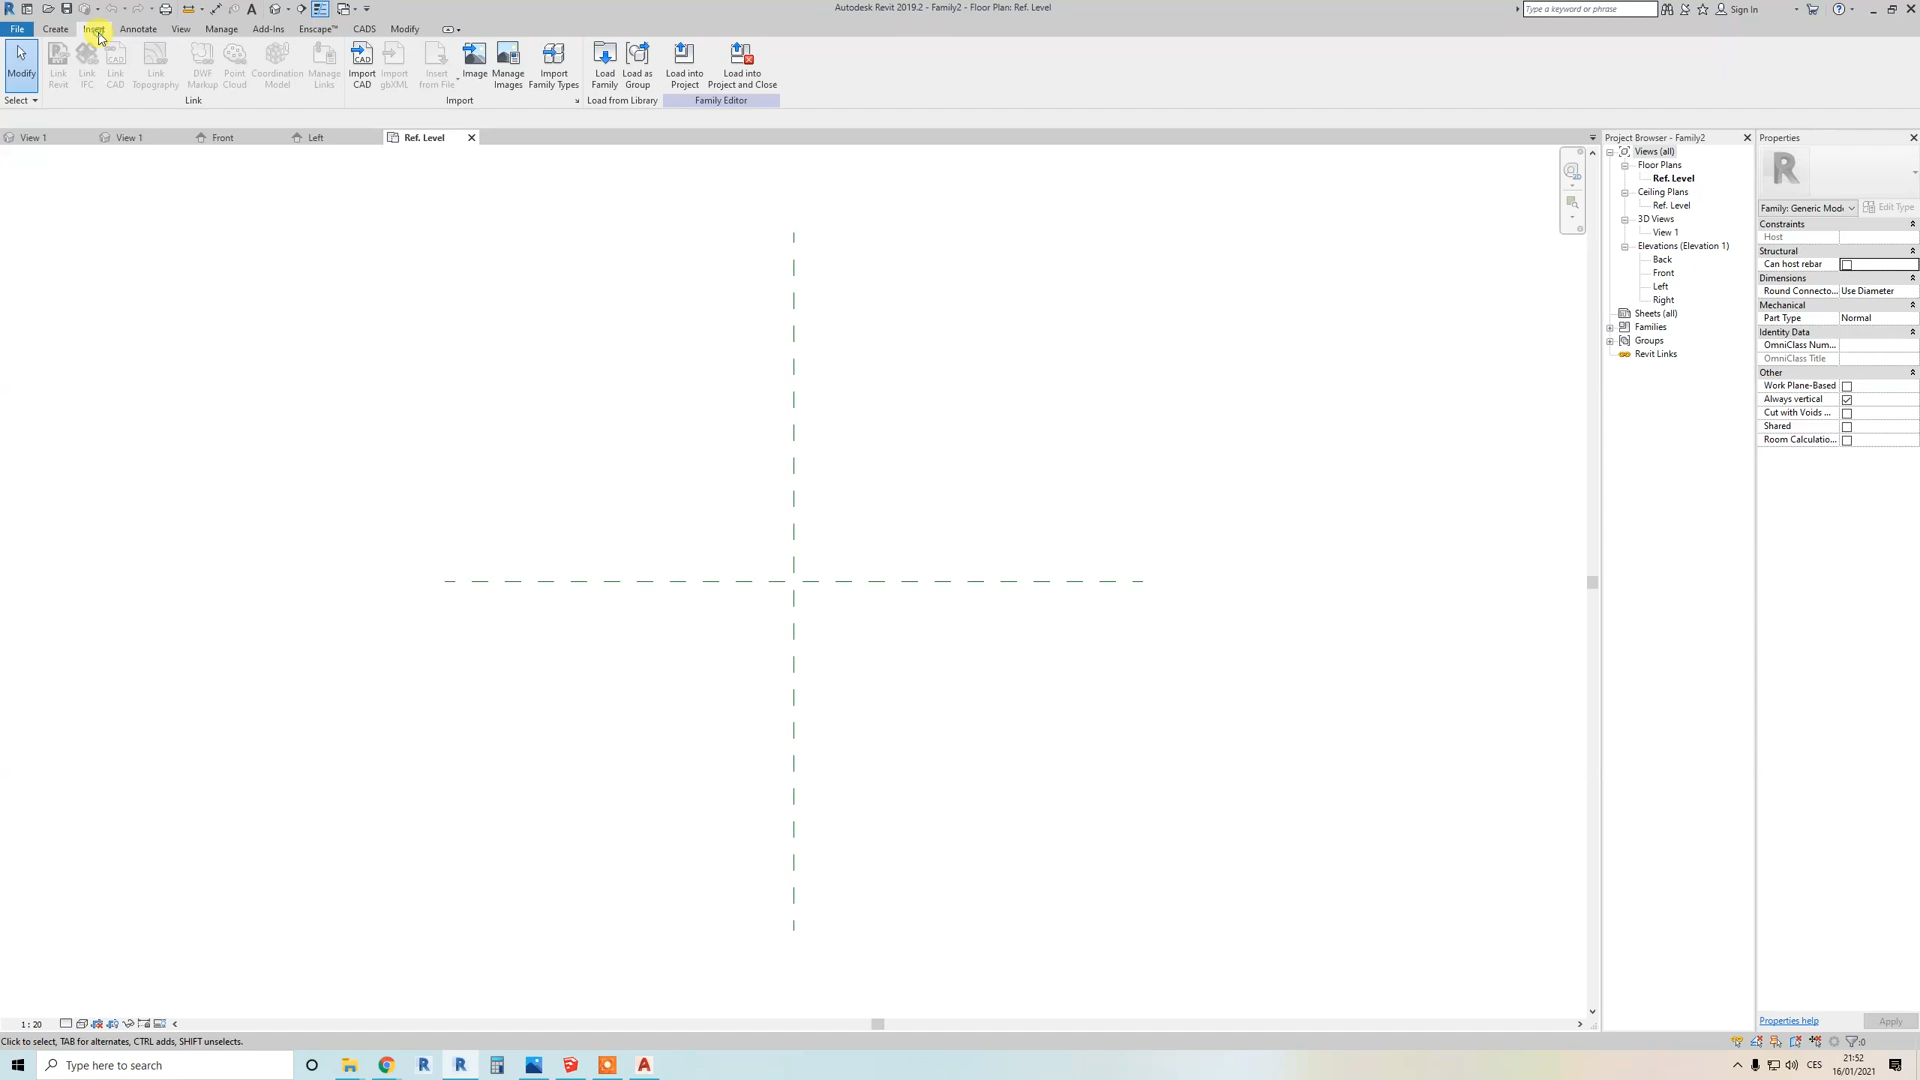 Autodesk Revit 2019.2 - Family2 - Floor Plan: Ref. Level
Type a keyword or phrase
Sign In
File Create Insert Annotate View Manage Add-Ins Enscape™ CADS Modify
Modify
Link Revit
Link IFC
Link CAD
Link Topography
DWF Markup
Point Cloud
Coordination Model
Manage Links
Import CAD
Import gbXML
Insert from File
Image
Manage Images
Import Family Types
Load Family
Load as Group
Load into Project
Load into Project and Close
Select Link Import Load from Library Family Editor
View 1 View 1 Front Left Ref. Level
Project Browser - Family2
Views (all)
Floor Plans
Ref. Level
Ceiling Plans
Ref. Level
3D Views
View 1
Elevations (Elevation 1)
Back
Front
Left
Right
Sheets (all)
Families
Groups
Revit Links
Properties
R
Family: Generic Mode Edit Type
Constraints
Host
Structural
Can host rebar
Dimensions
Round Connecto... Use Diameter
Mechanical
Part Type Normal
Identity Data
OmniClass Num...
OmniClass Title
Other
Work Plane-Based
Always vertical
Cut with Voids ...
Shared
Room Calculatio...
Properties help Apply
1 : 20
Click to select, TAB for alternates, CTRL adds, SHIFT unselects.
:0
Type here to search
CES
21:52
16/01/2021